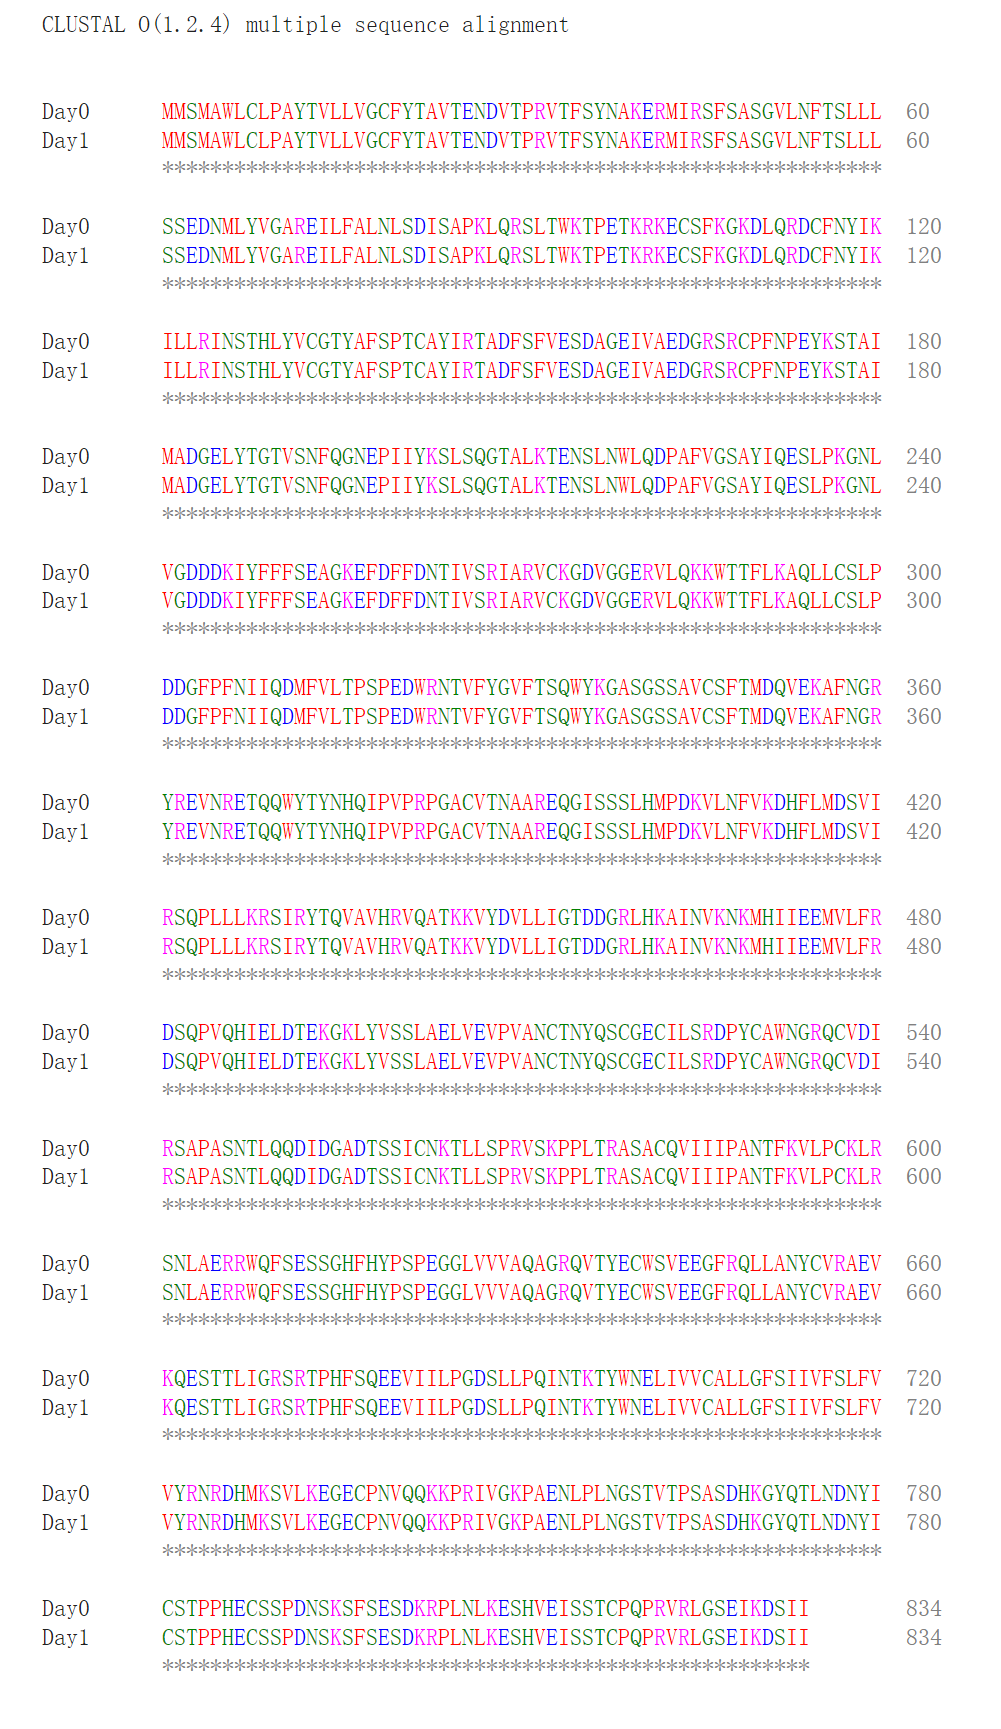 CLUSTAL O(1.2.4) multiple sequence alignment
Day0 MMSMAWLCLPAYTVLLVGCFYTAVTENDVTPRVTFSYNAKERMIRSFSASGVLNFTSLLL 60
Day1 MMSMAWLCLPAYTVLLVGCFYTAVTENDVTPRVTFSYNAKERMIRSFSASGVLNFTSLLL 60
************************************************************
Day0 SSEDNMLYVGAREILFALNLSDISAPKLQRSLTWKTPETKRKECSFKGKDLQRDCFNYIK 120
Day1 SSEDNMLYVGAREILFALNLSDISAPKLQRSLTWKTPETKRKECSFKGKDLQRDCFNYIK 120
************************************************************
Day0 ILLRINSTHLYVCGTYAFSPTCAYIRTADFSFVESDAGEIVAEDGRSRCPFNPEYKSTAI 180
Day1 ILLRINSTHLYVCGTYAFSPTCAYIRTADFSFVESDAGEIVAEDGRSRCPFNPEYKSTAI 180
************************************************************
Day0 MADGELYTGTVSNFQGNEPIIYKSLSQGTALKTENSLNWLQDPAFVGSAYIQESLPKGNL 240
Day1 MADGELYTGTVSNFQGNEPIIYKSLSQGTALKTENSLNWLQDPAFVGSAYIQESLPKGNL 240
************************************************************
Day0 VGDDDKIYFFFSEAGKEFDFFDNTIVSRIARVCKGDVGGERVLQKKWTTFLKAQLLCSLP 300
Day1 VGDDDKIYFFFSEAGKEFDFFDNTIVSRIARVCKGDVGGERVLQKKWTTFLKAQLLCSLP 300
************************************************************
Day0 DDGFPFNIIQDMFVLTPSPEDWRNTVFYGVFTSQWYKGASGSSAVCSFTMDQVEKAFNGR 360
Day1 DDGFPFNIIQDMFVLTPSPEDWRNTVFYGVFTSQWYKGASGSSAVCSFTMDQVEKAFNGR 360
************************************************************
Day0 YREVNRETQQWYTYNHQIPVPRPGACVTNAAREQGISSSLHMPDKVLNFVKDHFLMDSVI 420
Day1 YREVNRETQQWYTYNHQIPVPRPGACVTNAAREQGISSSLHMPDKVLNFVKDHFLMDSVI 420
************************************************************
Day0 RSQPLLLKRSIRYTQVAVHRVQATKKVYDVLLIGTDDGRLHKAINVKNKMHIIEEMVLFR 480
Day1 RSQPLLLKRSIRYTQVAVHRVQATKKVYDVLLIGTDDGRLHKAINVKNKMHIIEEMVLFR 480
************************************************************
Day0 DSQPVQHIELDTEKGKLYVSSLAELVEVPVANCTNYQSCGECILSRDPYCAWNGRQCVDI 540
Day1 DSQPVQHIELDTEKGKLYVSSLAELVEVPVANCTNYQSCGECILSRDPYCAWNGRQCVDI 540
************************************************************
Day0 RSAPASNTLQQDIDGADTSSICNKTLLSPRVSKPPLTRASACQVIIIPANTFKVLPCKLR 600
Day1 RSAPASNTLQQDIDGADTSSICNKTLLSPRVSKPPLTRASACQVIIIPANTFKVLPCKLR 600
************************************************************
Day0 SNLAERRWQFSESSGHFHYPSPEGGLVVVAQAGRQVTYECWSVEEGFRQLLANYCVRAEV 660
Day1 SNLAERRWQFSESSGHFHYPSPEGGLVVVAQAGRQVTYECWSVEEGFRQLLANYCVRAEV 660
************************************************************
Day0 KQESTTLIGRSRTPHFSQEEVIILPGDSLLPQINTKTYWNELIVVCALLGFSIIVFSLFV 720
Day1 KQESTTLIGRSRTPHFSQEEVIILPGDSLLPQINTKTYWNELIVVCALLGFSIIVFSLFV 720
************************************************************
Day0 VYRNRDHMKSVLKEGECPNVQQKKPRIVGKPAENLPLNGSTVTPSASDHKGYQTLNDNYI 780
Day1 VYRNRDHMKSVLKEGECPNVQQKKPRIVGKPAENLPLNGSTVTPSASDHKGYQTLNDNYI 780
************************************************************
Day0 CSTPPHECSSPDNSKSFSESDKRPLNLKESHVEISSTCPQPRVRLGSEIKDSII 834
Day1 CSTPPHECSSPDNSKSFSESDKRPLNLKESHVEISSTCPQPRVRLGSEIKDSII 834
******************************************************